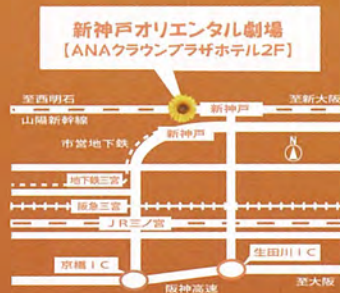 新神戸オリエンタル劇場
【ANAクラウンプラザホテル2F】
至西明石
新神戸
至新大阪
山陽新幹線
新神戸
市営地下鉄
N
地下鉄三宮
阪急三宮
JR三ノ宮
京橋IC
生田川IC
阪神高速
至大阪